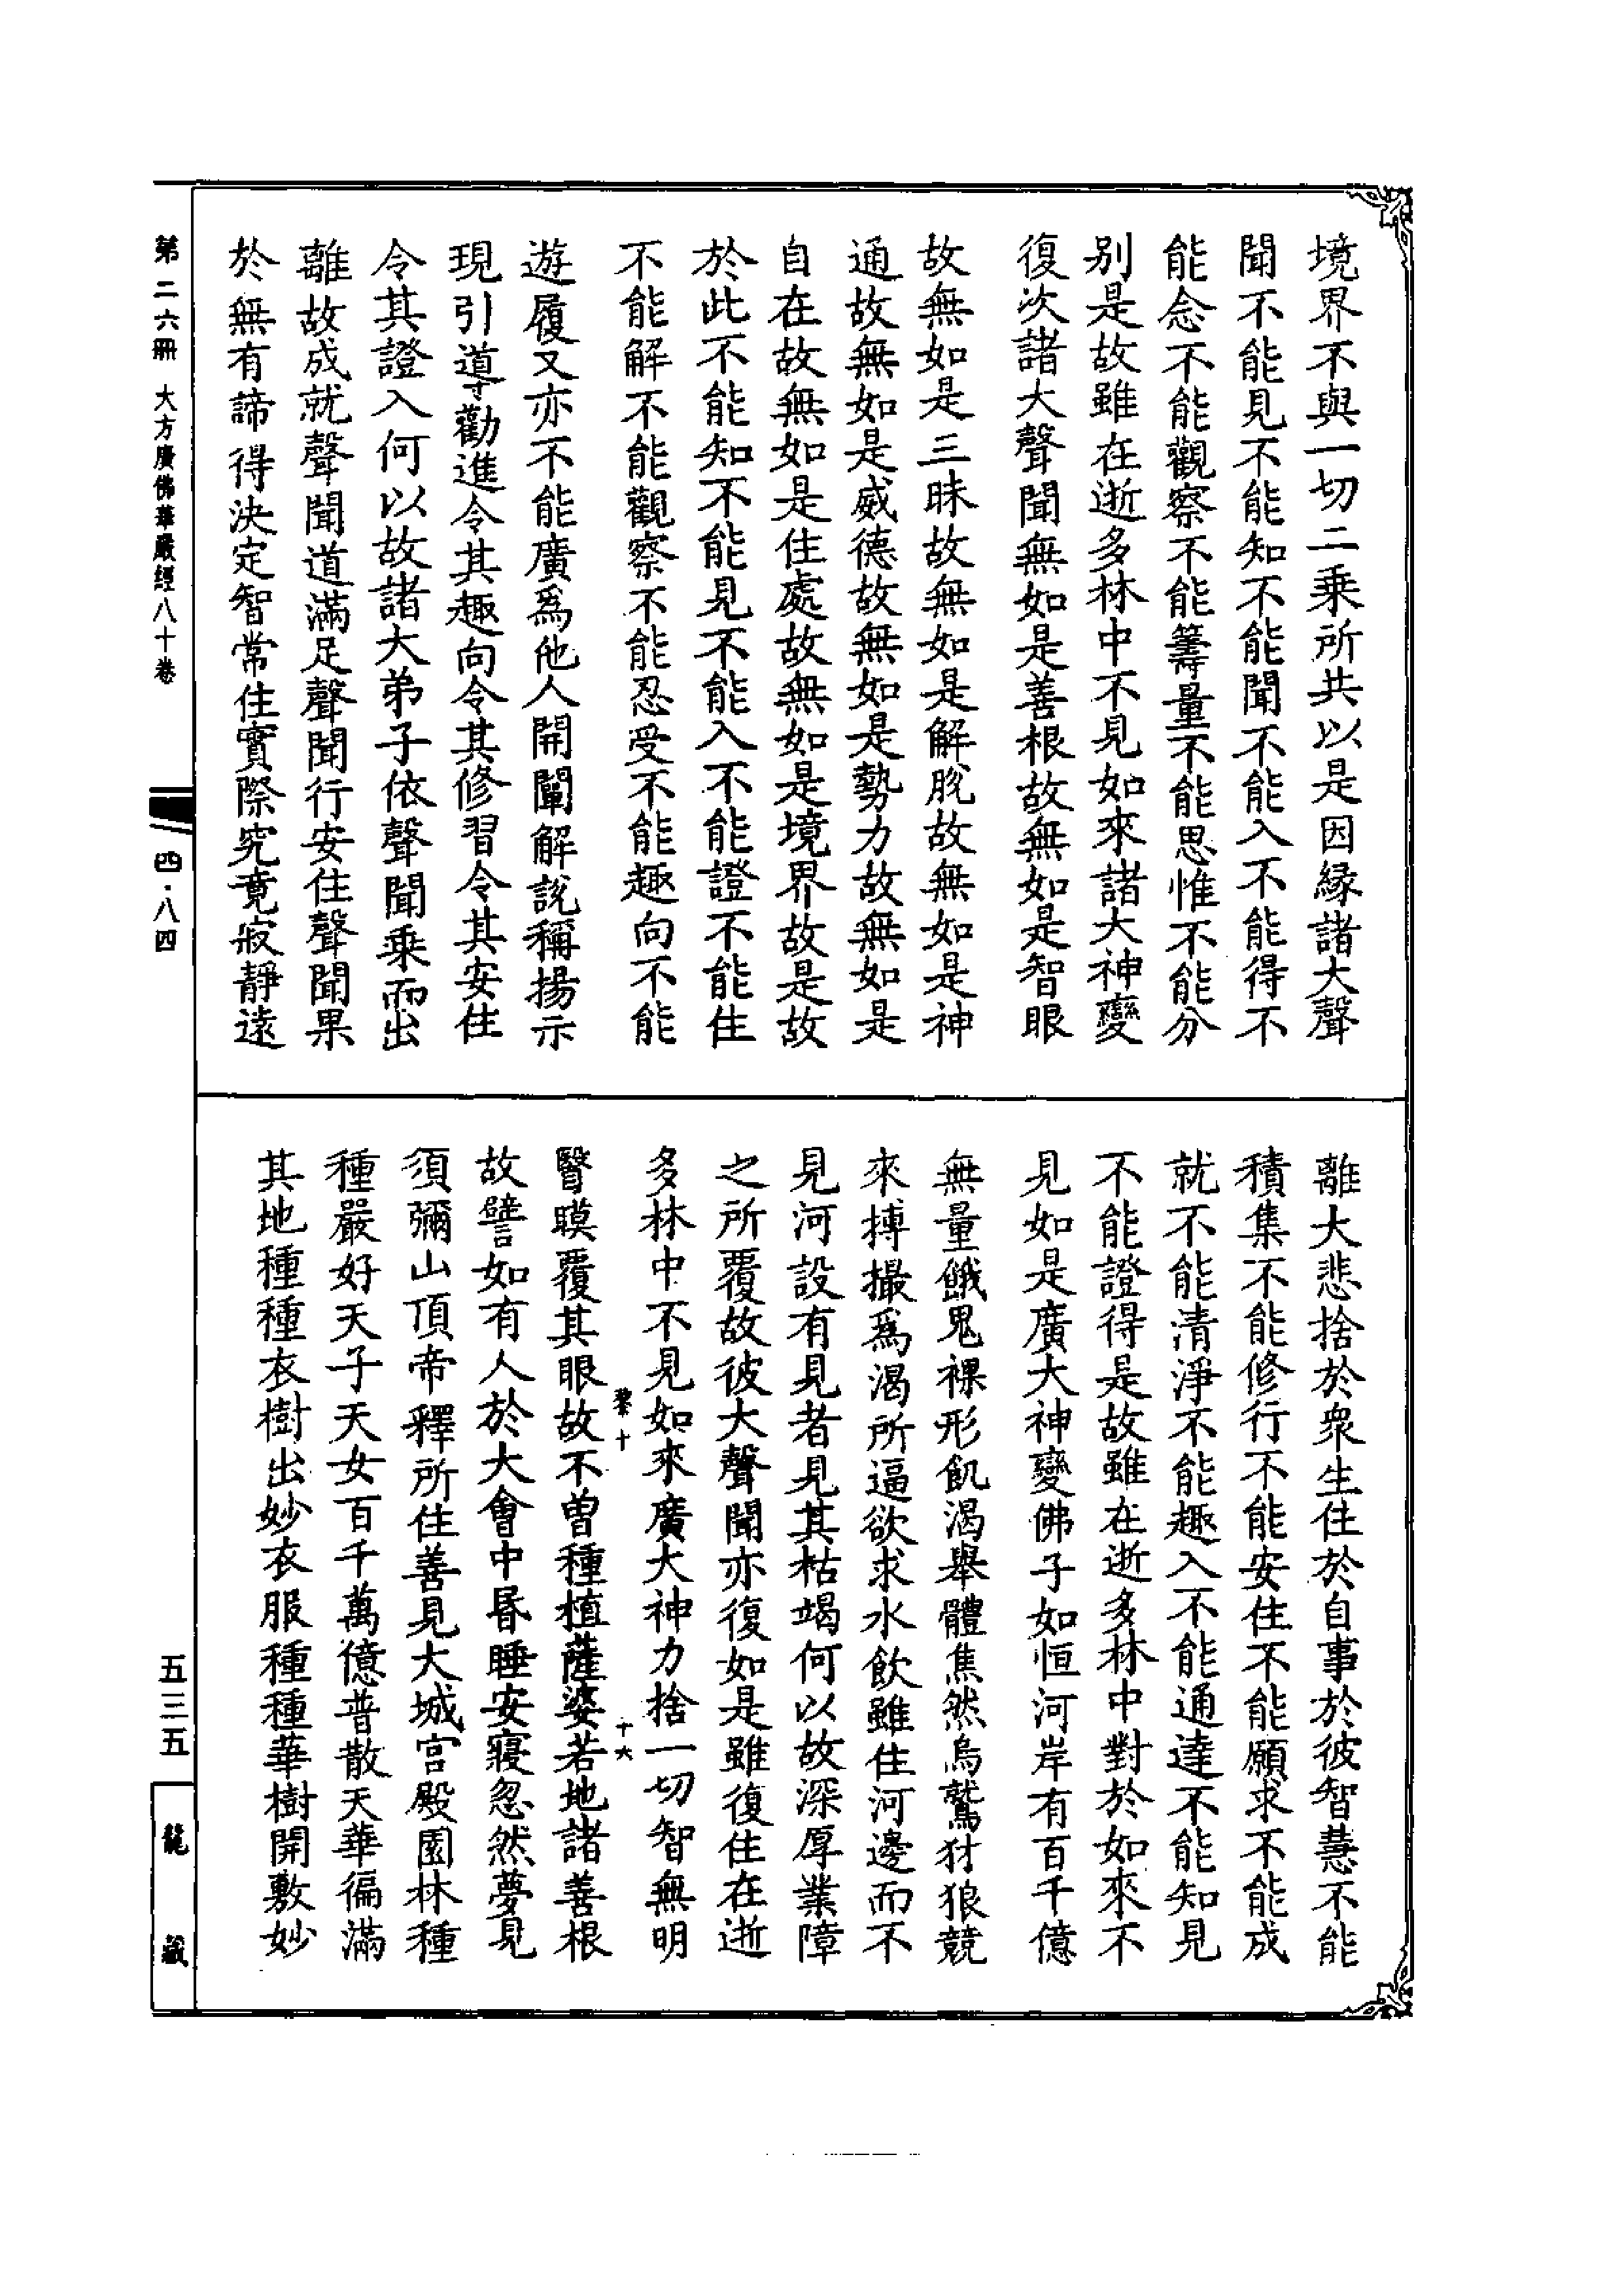 境界不與一切二乘所共以是因緣諸大聲
聞不能見不能知不能聞不能入不能得不
能念不能觀察不能籌量不能思惟不能分
別是故雖在逝多林中不見如來諸大神變
復次諸大聲聞無如是善根故無如是智眼
故無如是三昧故無如是解脫故無如是神
通故無如是威德故無如是勢力故無如是
自在故無如是住處故無如是境界故是故
於此不能知不能見不能入不能證不能住
不能解不能觀察不能忍受不能趣向不能
遊履又亦不能廣爲他人開闡解說稱揚示
現引導勸進令其趣向令其修習令其安住
令其證入何以故諸大弟子依聲聞乘而出
離故成就聲聞道滿足聲聞行安住聲聞果
於無有諦得決定智常住實際究竟寂靜遠
離大悲捨於衆生住於自事於彼智慧不能
積集不能修行不能安住不能願求不能成
就不能清淨不能趣入不能通達不能知見
不能證得是故雖在逝多林中對於如來不
見如是廣大神變佛子如恒河岸有百千億
無量餓鬼裸形飢渴舉體焦然烏鷲犲狼競
來搏撮爲渴所逼欲求水飲雖住河邊而不
見河設有見者見其枯竭何以故深厚業障
之所覆故彼大聲聞亦復如是雖復住在逝
多林中不見如來廣大神力捨一切智無明
黎十
十六
瞖瞙覆其眼故不曾種植薩婆若地諸善根
故譬如有人於大會中昏睡安寢忽然夢見
須彌山頂帝釋所住善見大城宮殿園林種
種嚴好天子天女百千萬億普散天華徧滿
其地種種衣樹出妙衣服種種華樹開敷妙
第二六冊 大方廣佛華嚴經八十卷
四·八四
五三五
龍藏